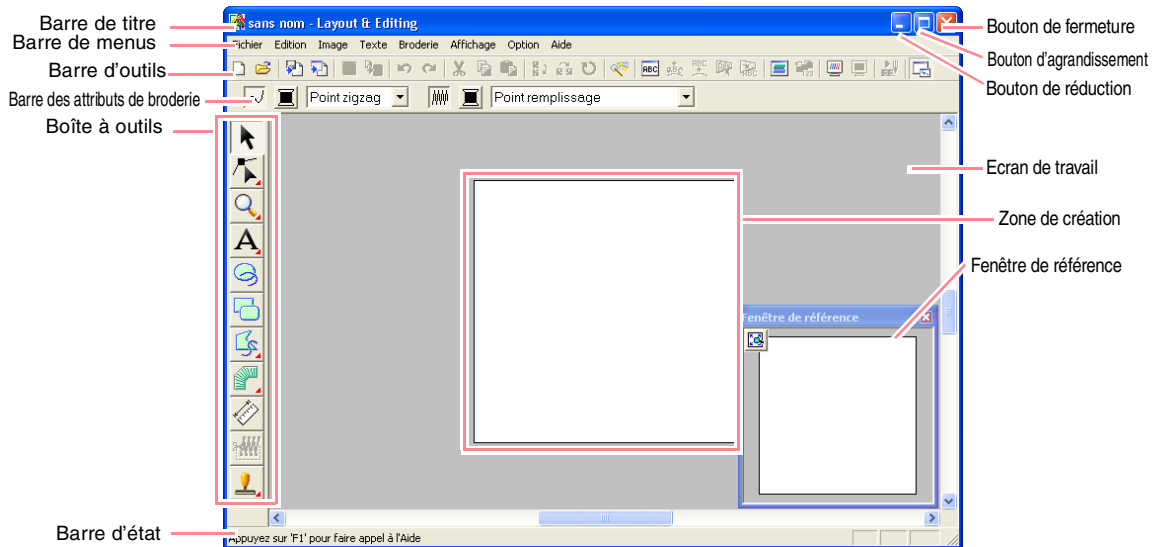 Barre de titre
sans nom - Layout & Editing
Bouton de fermeture
Barre de menus
Fichier Edition Image Texte Broderie Affichage Option Aide
Bouton d'agrandissement
Barre d'outils
ABC
Bouton de réduction
Barre des attributs de broderie
Point zigzag
Point remplissage
Boîte à outils
A
Ecran de travail
Zone de création
Fenêtre de référence
Fenêtre de référence
Barre d'état
Appuyez sur 'F1' pour faire appel à l'Aide